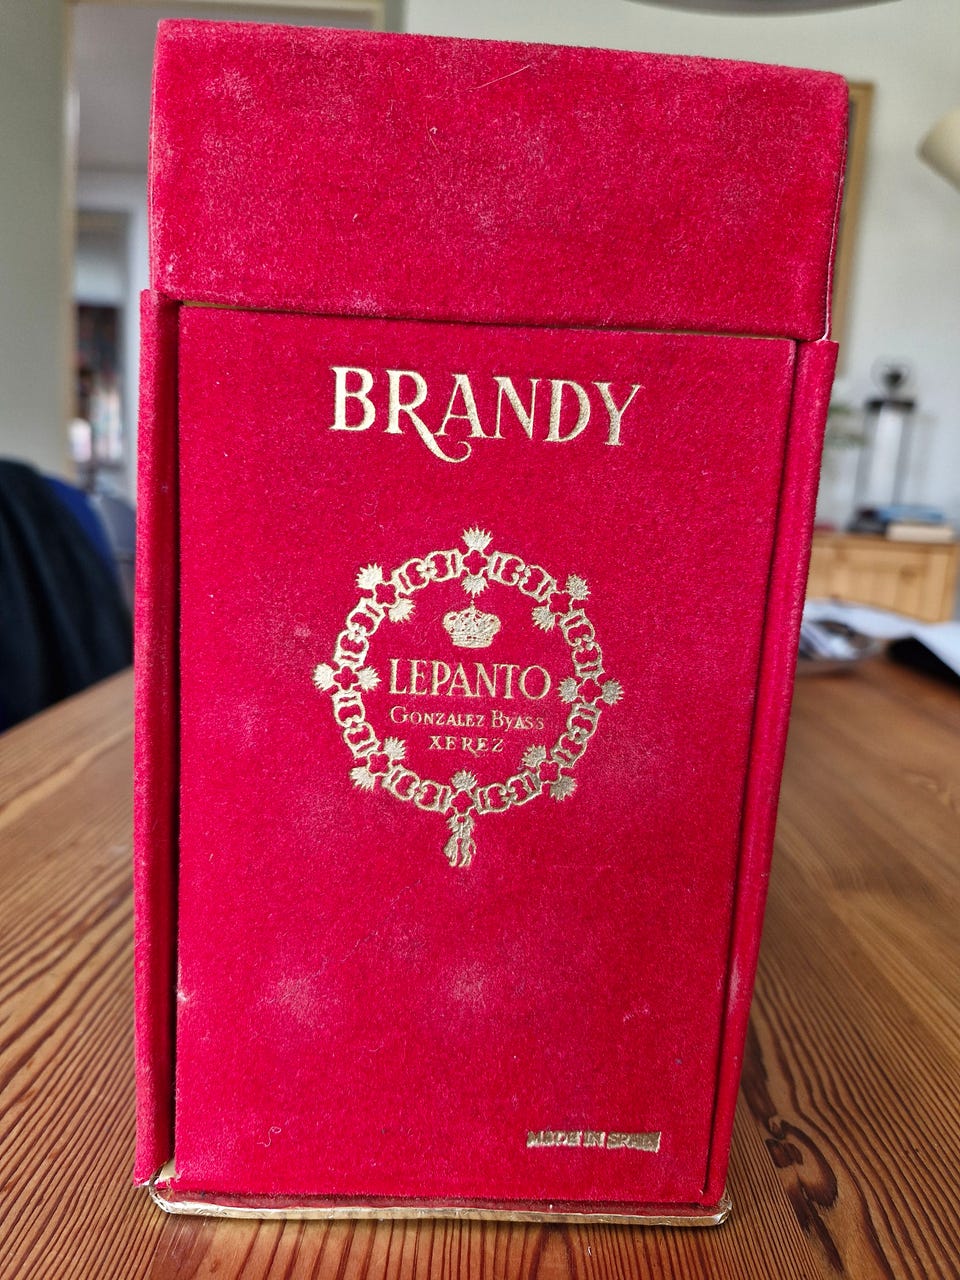 BRANDY
LEPANTO
GONZALEZ BYASS
XEREZ
MADE IN SPAIN